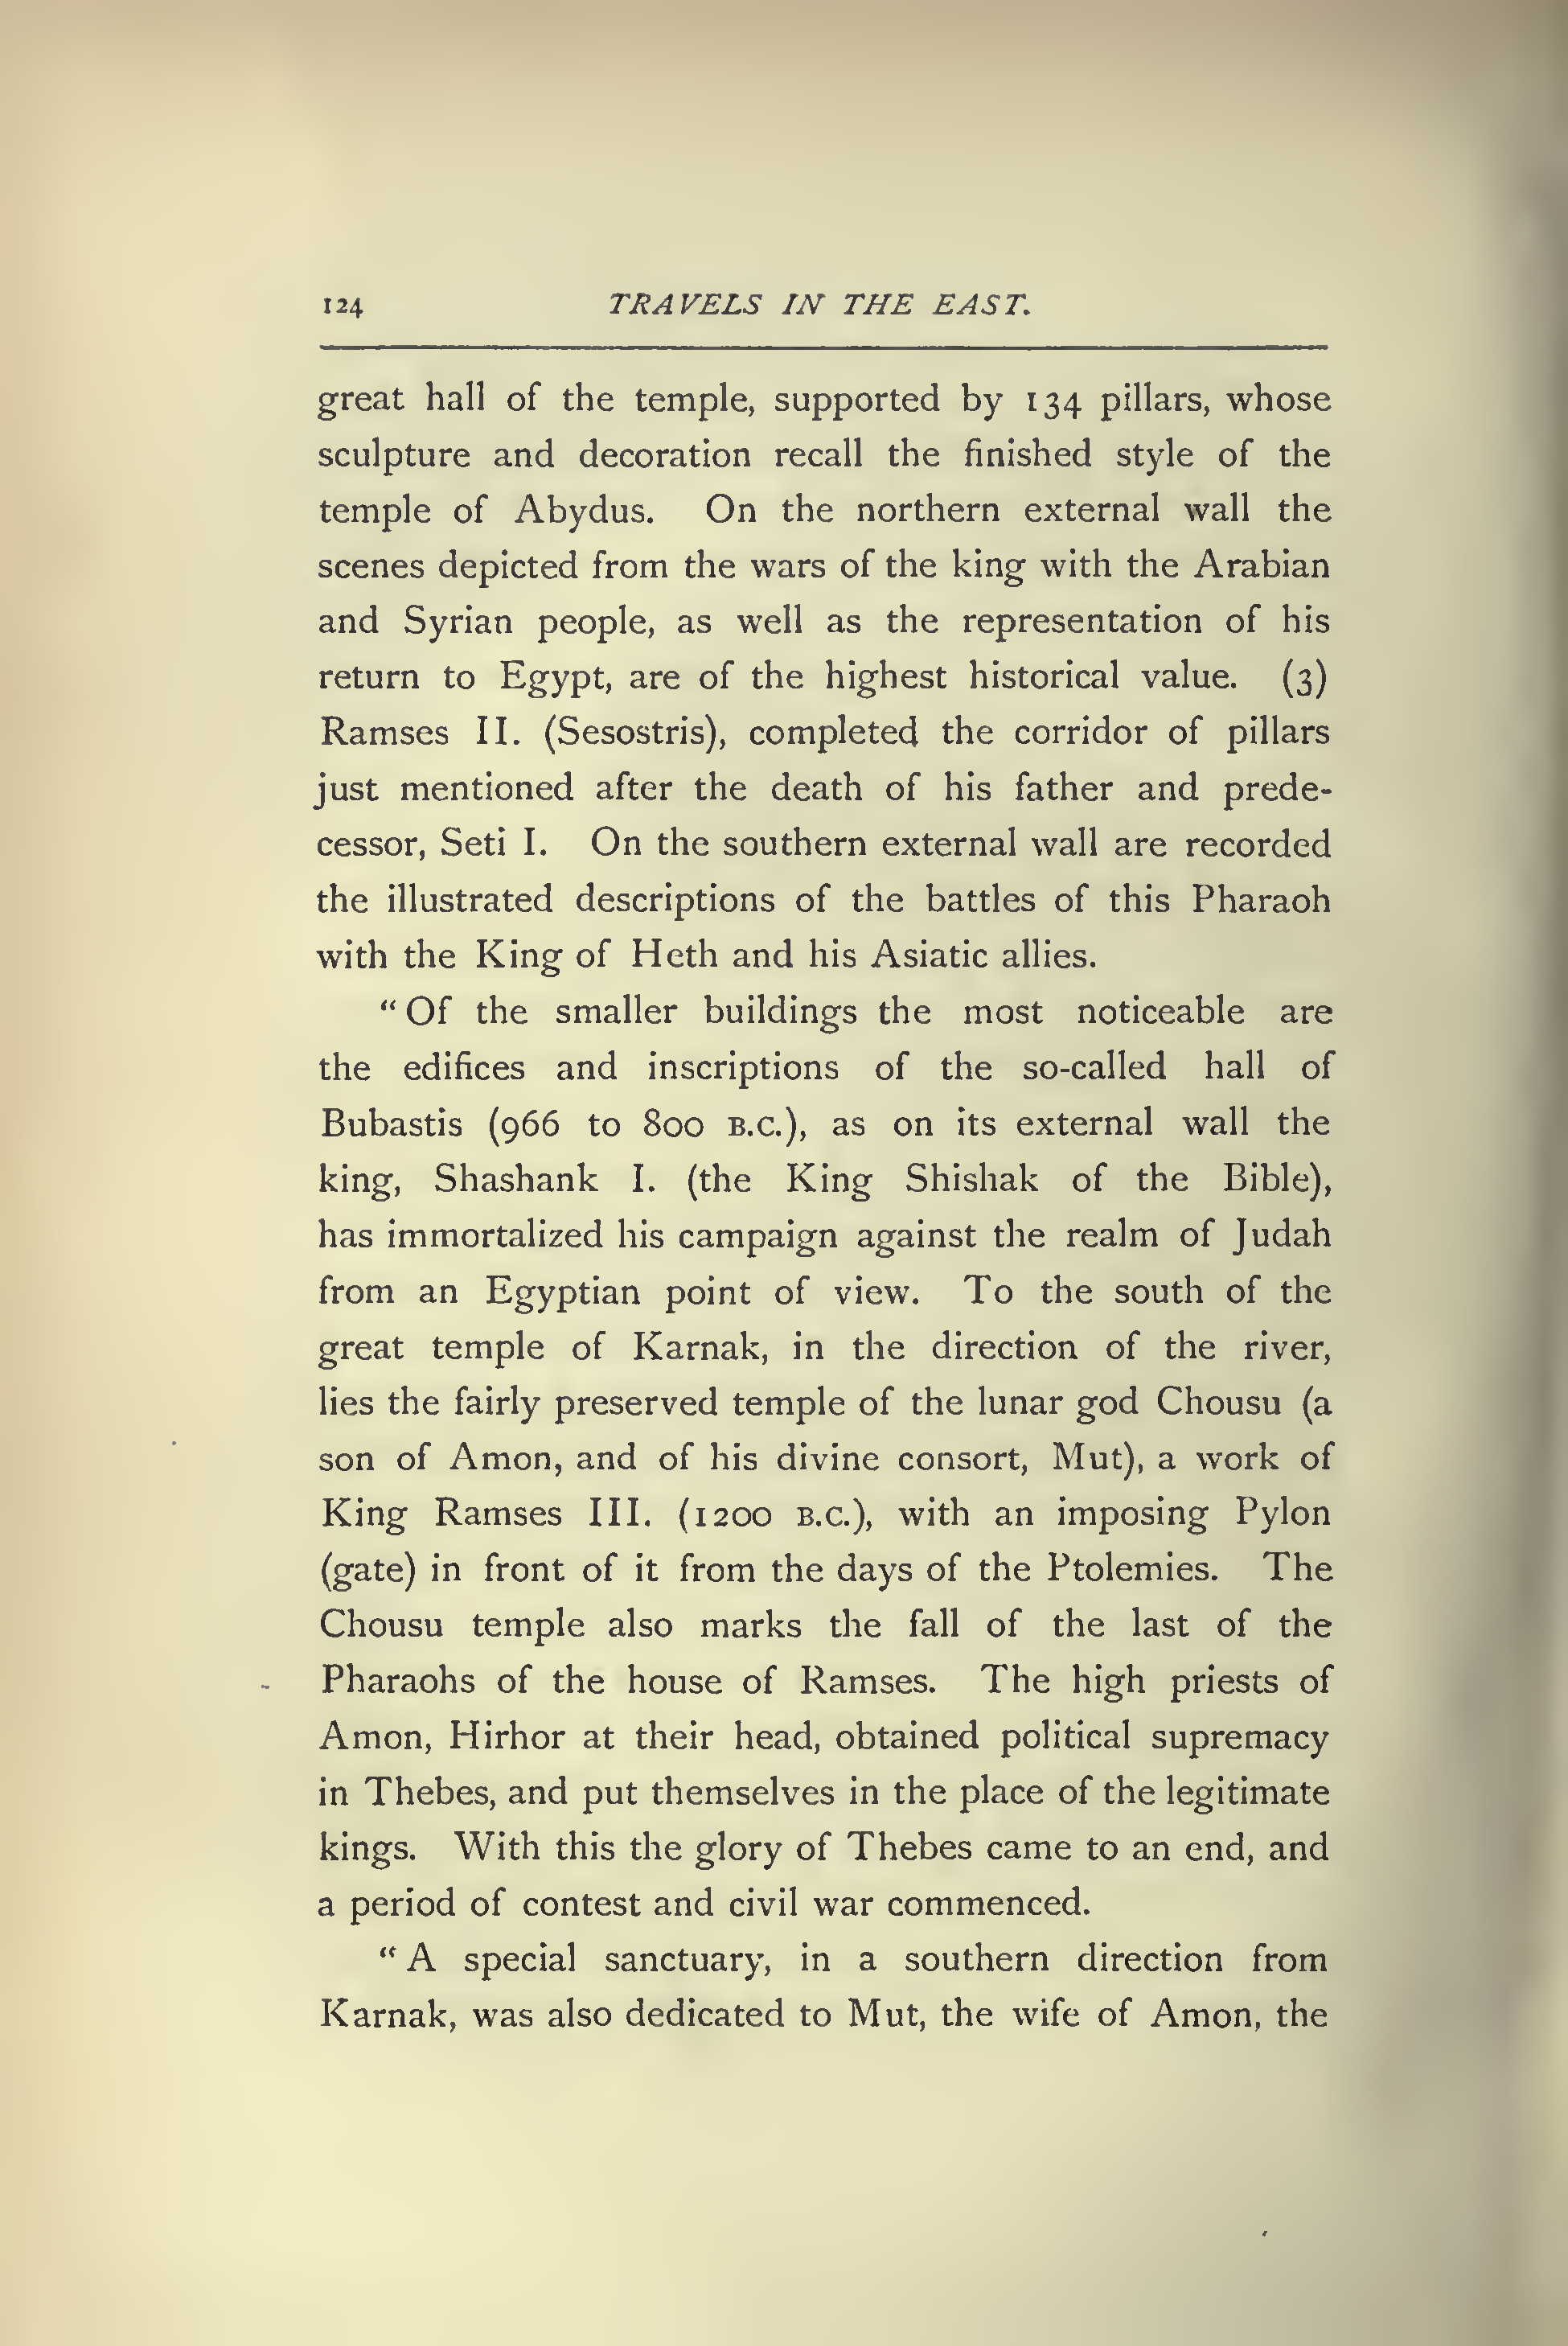 124 TRAVELS IN THE EAST.
great hall of the temple, supported by 134 pillars, whose
sculpture and decoration recall the finished style of the
temple of Abydus. On the northern external wall the
scenes depicted from the wars of the king with the Arabian
and Syrian people, as well as the representation of his
return to Egypt, are of the highest historical value. (3)
Ramses II. (Sesostris), completed the corridor of pillars
just mentioned after the death of his father and prede-
cessor, Seti I. On the southern external wall are recorded
the illustrated descriptions of the battles of this Pharaoh
with the King of Heth and his Asiatic allies.
“Of the smaller buildings the most noticeable are
the edifices and inscriptions of the so-called hall of
Bubastis (966 to 800 B.C.), as on its external wall the
king, Shashank I. (the King Shishak of the Bible),
has immortalized his campaign against the realm of Judah
from an Egyptian point of view. To the south of the
great temple of Karnak, in the direction of the river,
lies the fairly preserved temple of the lunar god Chousu (a
son of Amon, and of his divine consort, Mut), a work of
King Ramses III. (1200 B.C.), with an imposing Pylon
(gate) in front of it from the days of the Ptolemies. The
Chousu temple also marks the fall of the last of the
Pharaohs of the house of Ramses. The high priests of
Amon, Hirhor at their head, obtained political supremacy
in Thebes, and put themselves in the place of the legitimate
kings. With this the glory of Thebes came to an end, and
a period of contest and civil war commenced.
“A special sanctuary, in a southern direction from
Karnak, was also dedicated to Mut, the wife of Amon, the